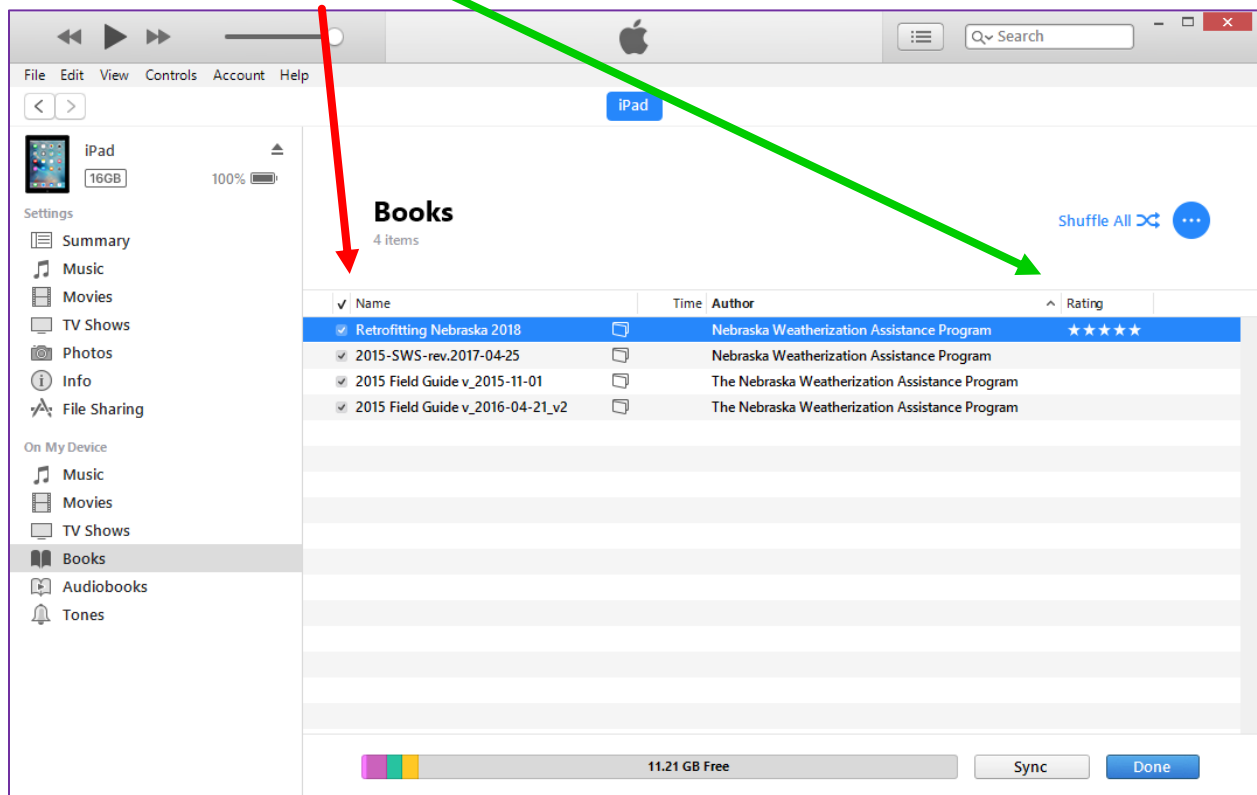 Search
File Edit View Controls Account Help
iPad
iPad
16GB 100%
Settings
Summary
Music
Movies
TV Shows
Photos
Info
File Sharing
On My Device
Music
Movies
TV Shows
Books
Audiobooks
Tones
Books
4 items
Shuffle All
✓ Name Time Author Rating
Retrofitting Nebraska 2018 Nebraska Weatherization Assistance Program ★★★★★
2015-SWS-rev.2017-04-25 Nebraska Weatherization Assistance Program
2015 Field Guide v_2015-11-01 The Nebraska Weatherization Assistance Program
2015 Field Guide v_2016-04-21_v2 The Nebraska Weatherization Assistance Program
11.21 GB Free
Sync Done